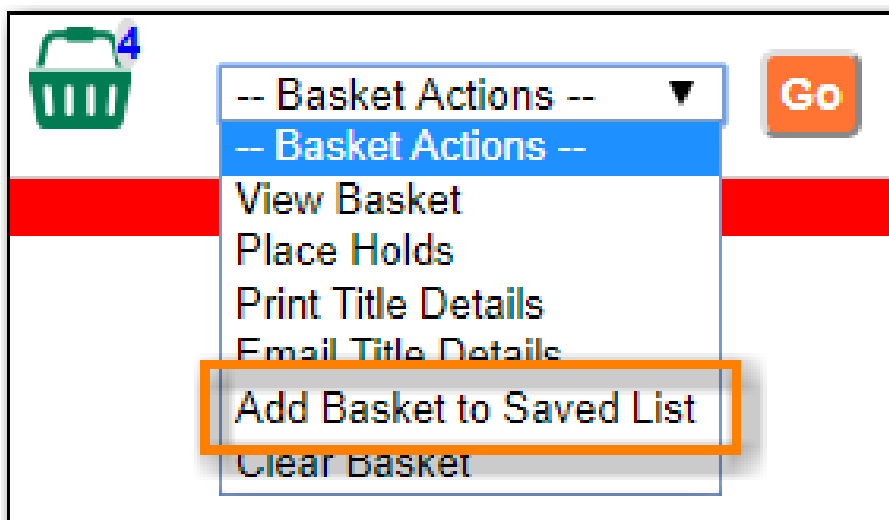 4
-- Basket Actions -- ▼ Go
-- Basket Actions --
View Basket
Place Holds
Print Title Details
Email Title Details
Add Basket to Saved List
Clear Basket